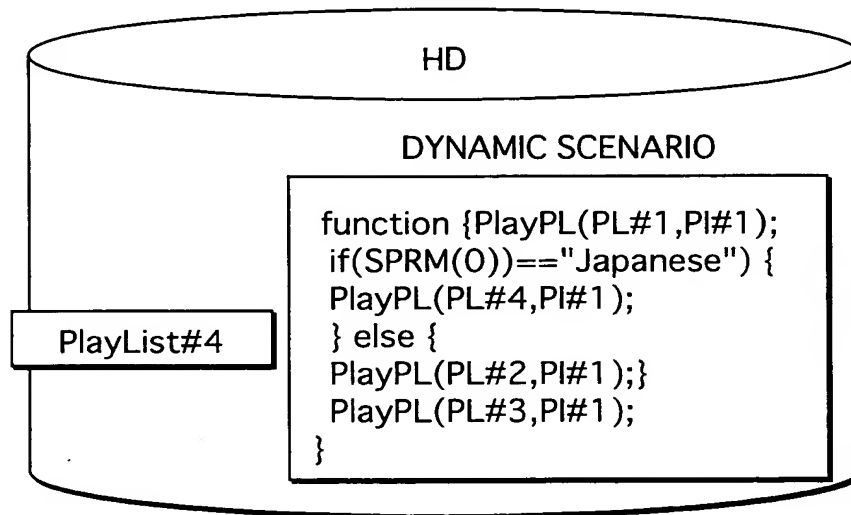 HD
DYNAMIC SCENARIO
function {PlayPL(PL#1,PI#1);
if(SPRM(0))=="Japanese") {
PlayPL(PL#4,PI#1);
} else {
PlayPL(PL#2,PI#1);}
PlayPL(PL#3,PI#1);
}
PlayList#4